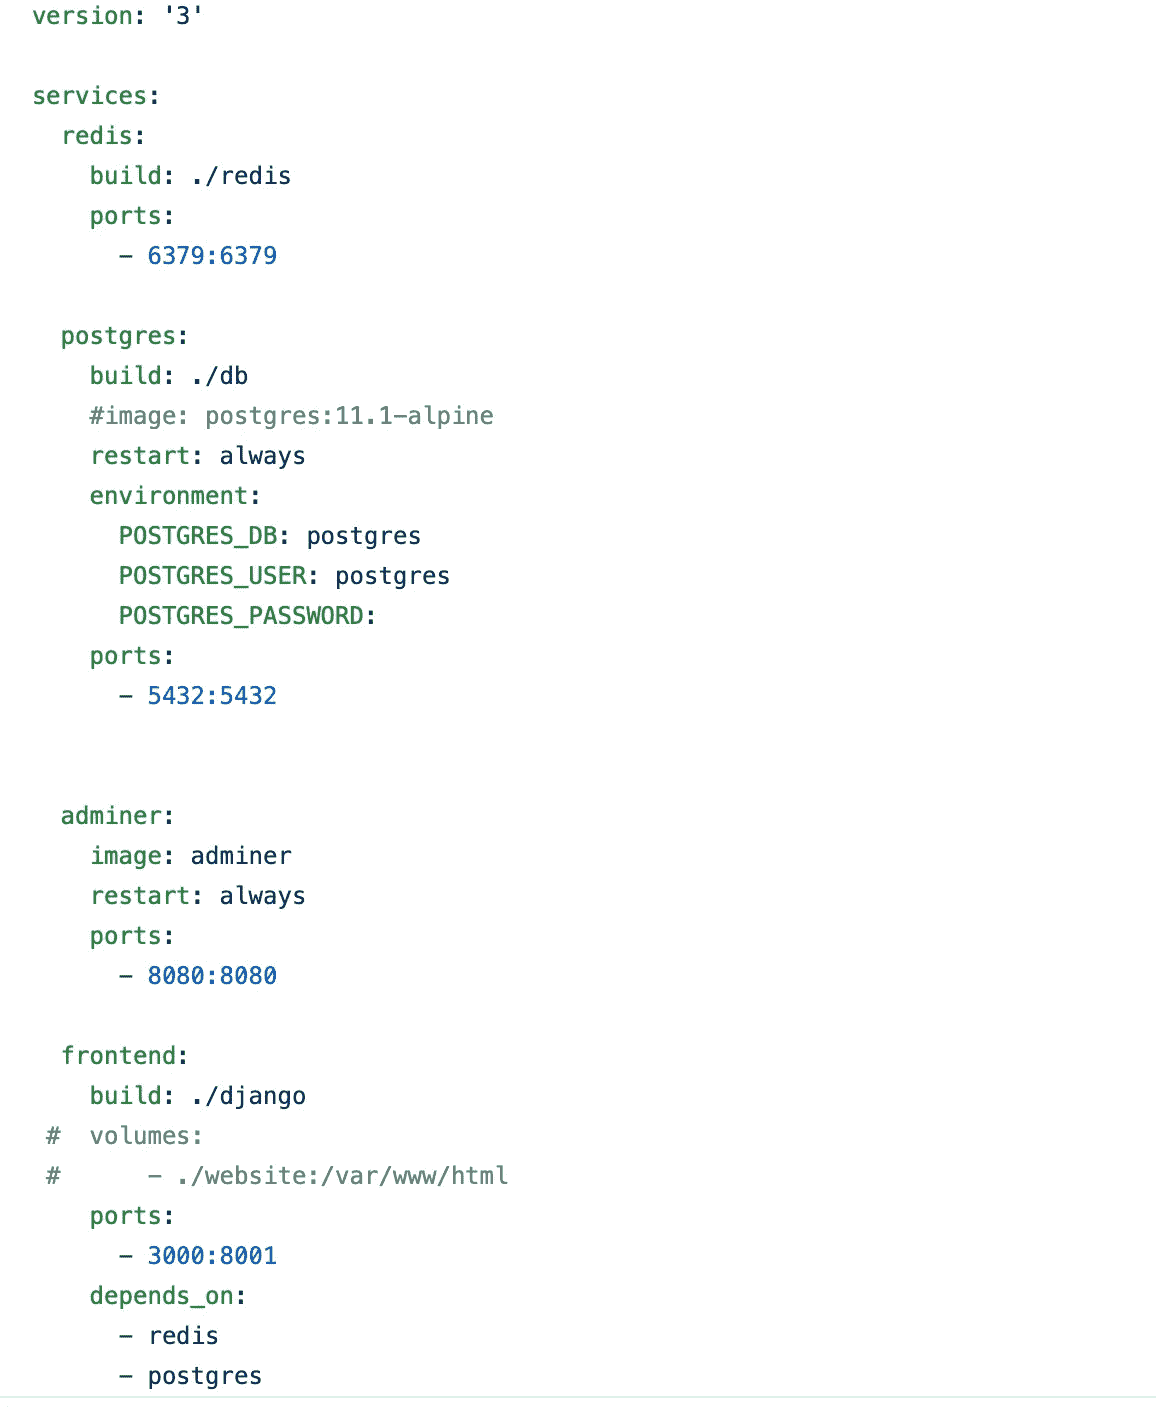 version: '3'

services:
  redis:
    build: ./redis
    ports:
      - 6379:6379

  postgres:
    build: ./db
    #image: postgres:11.1-alpine
    restart: always
    environment:
      POSTGRES_DB: postgres
      POSTGRES_USER: postgres
      POSTGRES_PASSWORD:
    ports:
      - 5432:5432


  adminer:
    image: adminer
    restart: always
    ports:
      - 8080:8080

  frontend:
    build: ./django
 #  volumes:
 #      - ./website:/var/www/html
    ports:
      - 3000:8001
    depends_on:
      - redis
      - postgres